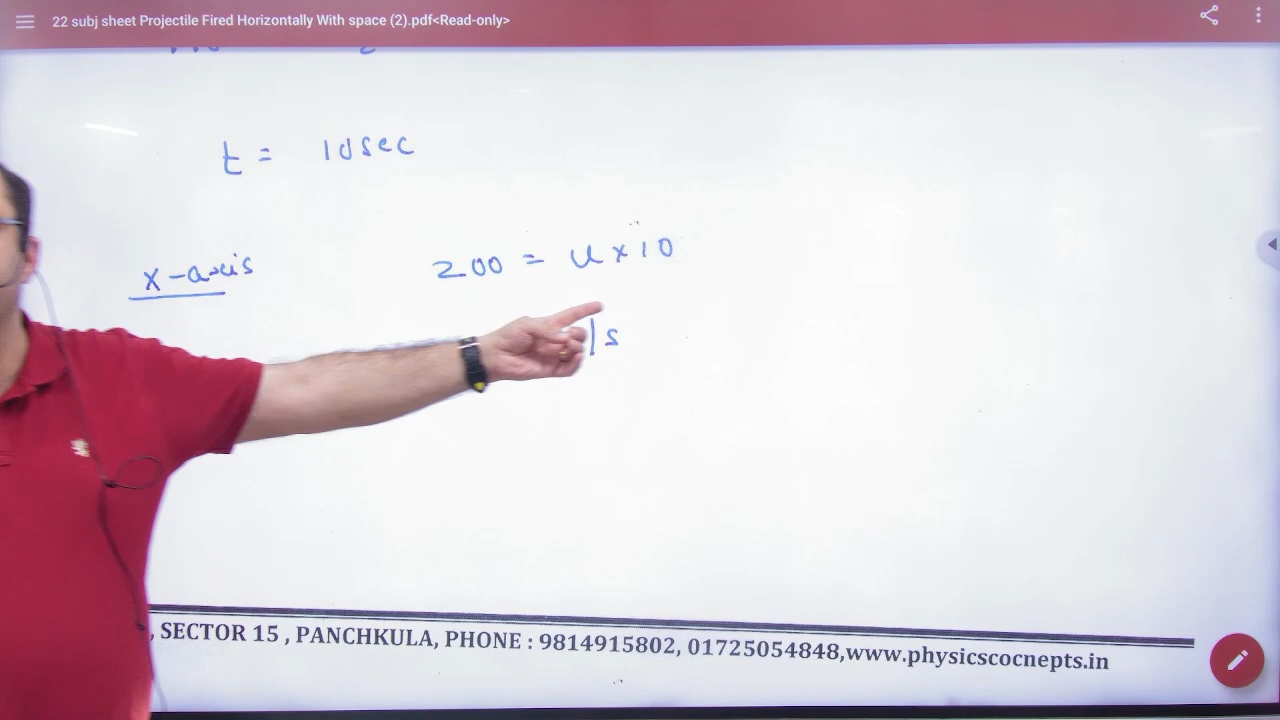 22 subj sheet Projectile Fired Horizontally With space (2).pdf<Read-only>
t = 10sec
x-axis
200 = u×10
/s
, SECTOR 15 , PANCHKULA, PHONE : 9814915802, 01725054848,www.physicscocnepts.in